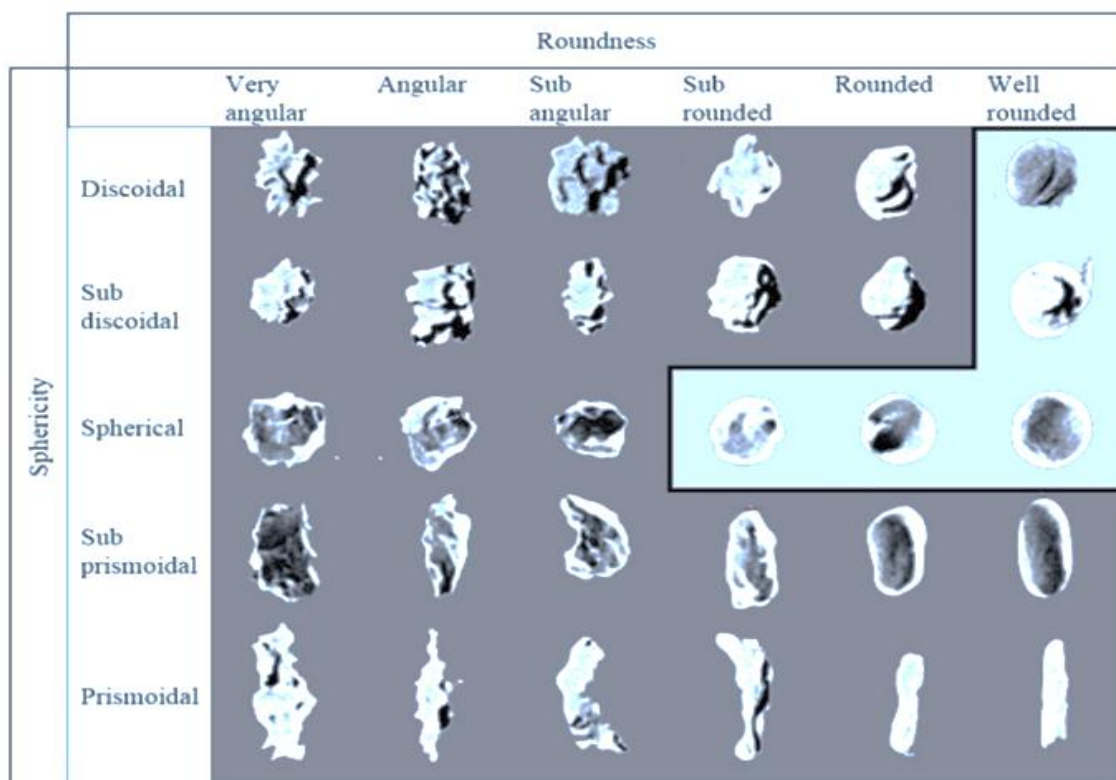 Roundness
Very angular
Angular
Sub angular
Sub rounded
Rounded
Well rounded
Sphericity
Discoidal
Sub discoidal
Spherical
Sub prismoidal
Prismoidal